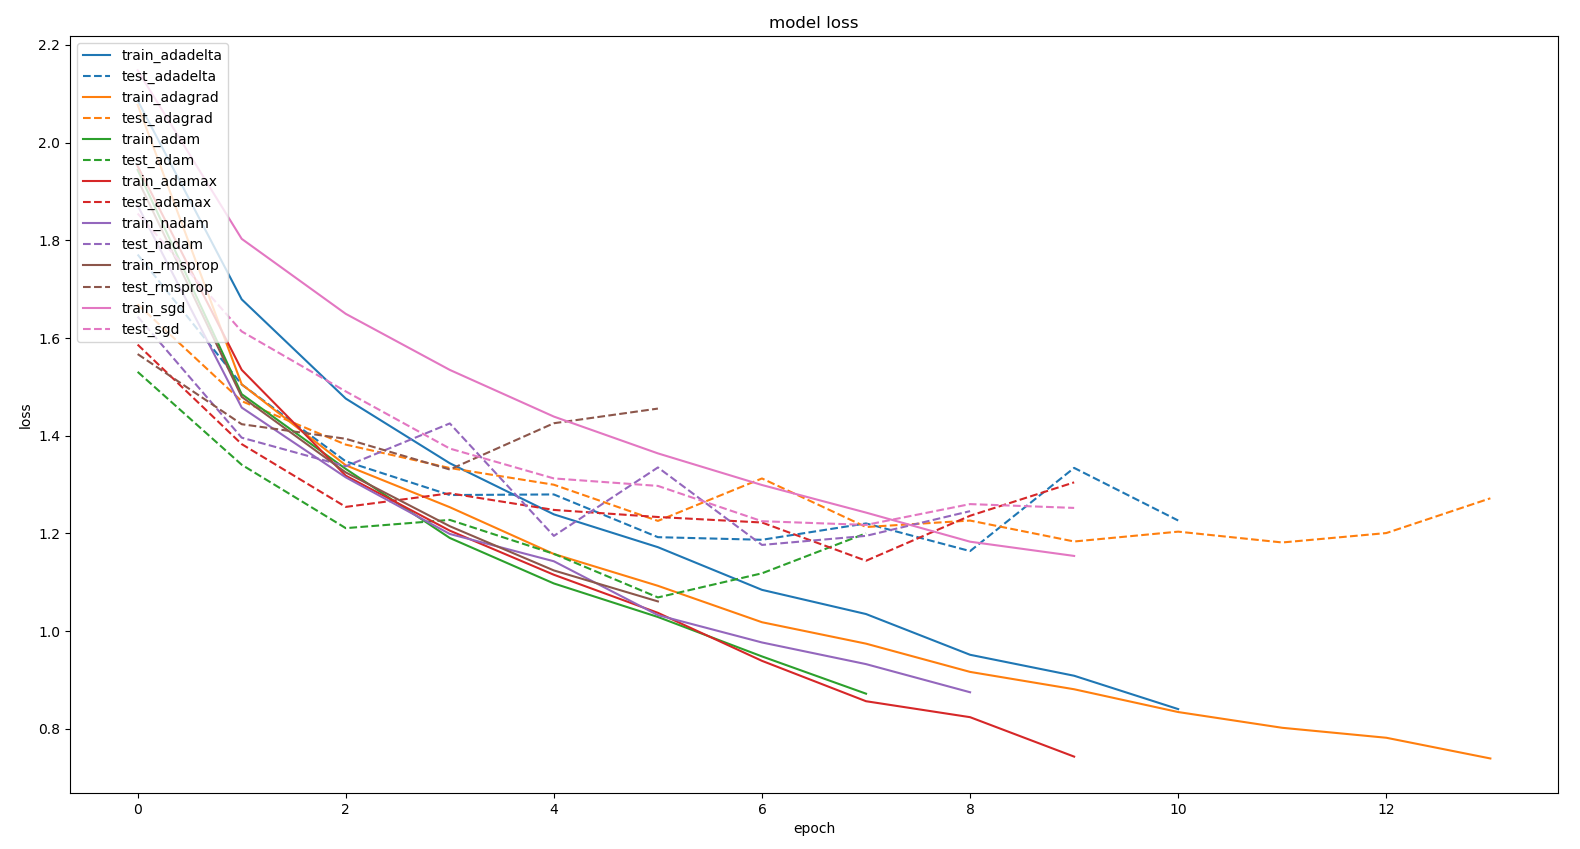 model loss
2.2
2.0
1.8
1.6
1.4
1.2
1.0
0.8
loss
train_adadelta
test_adadelta
train_adagrad
test_adagrad
train_adam
test_adam
train_adamax
test_adamax
train_nadam
test_nadam
train_rmsprop
test_rmsprop
train_sgd
test_sgd
0 2 4 6 8 10 12
epoch